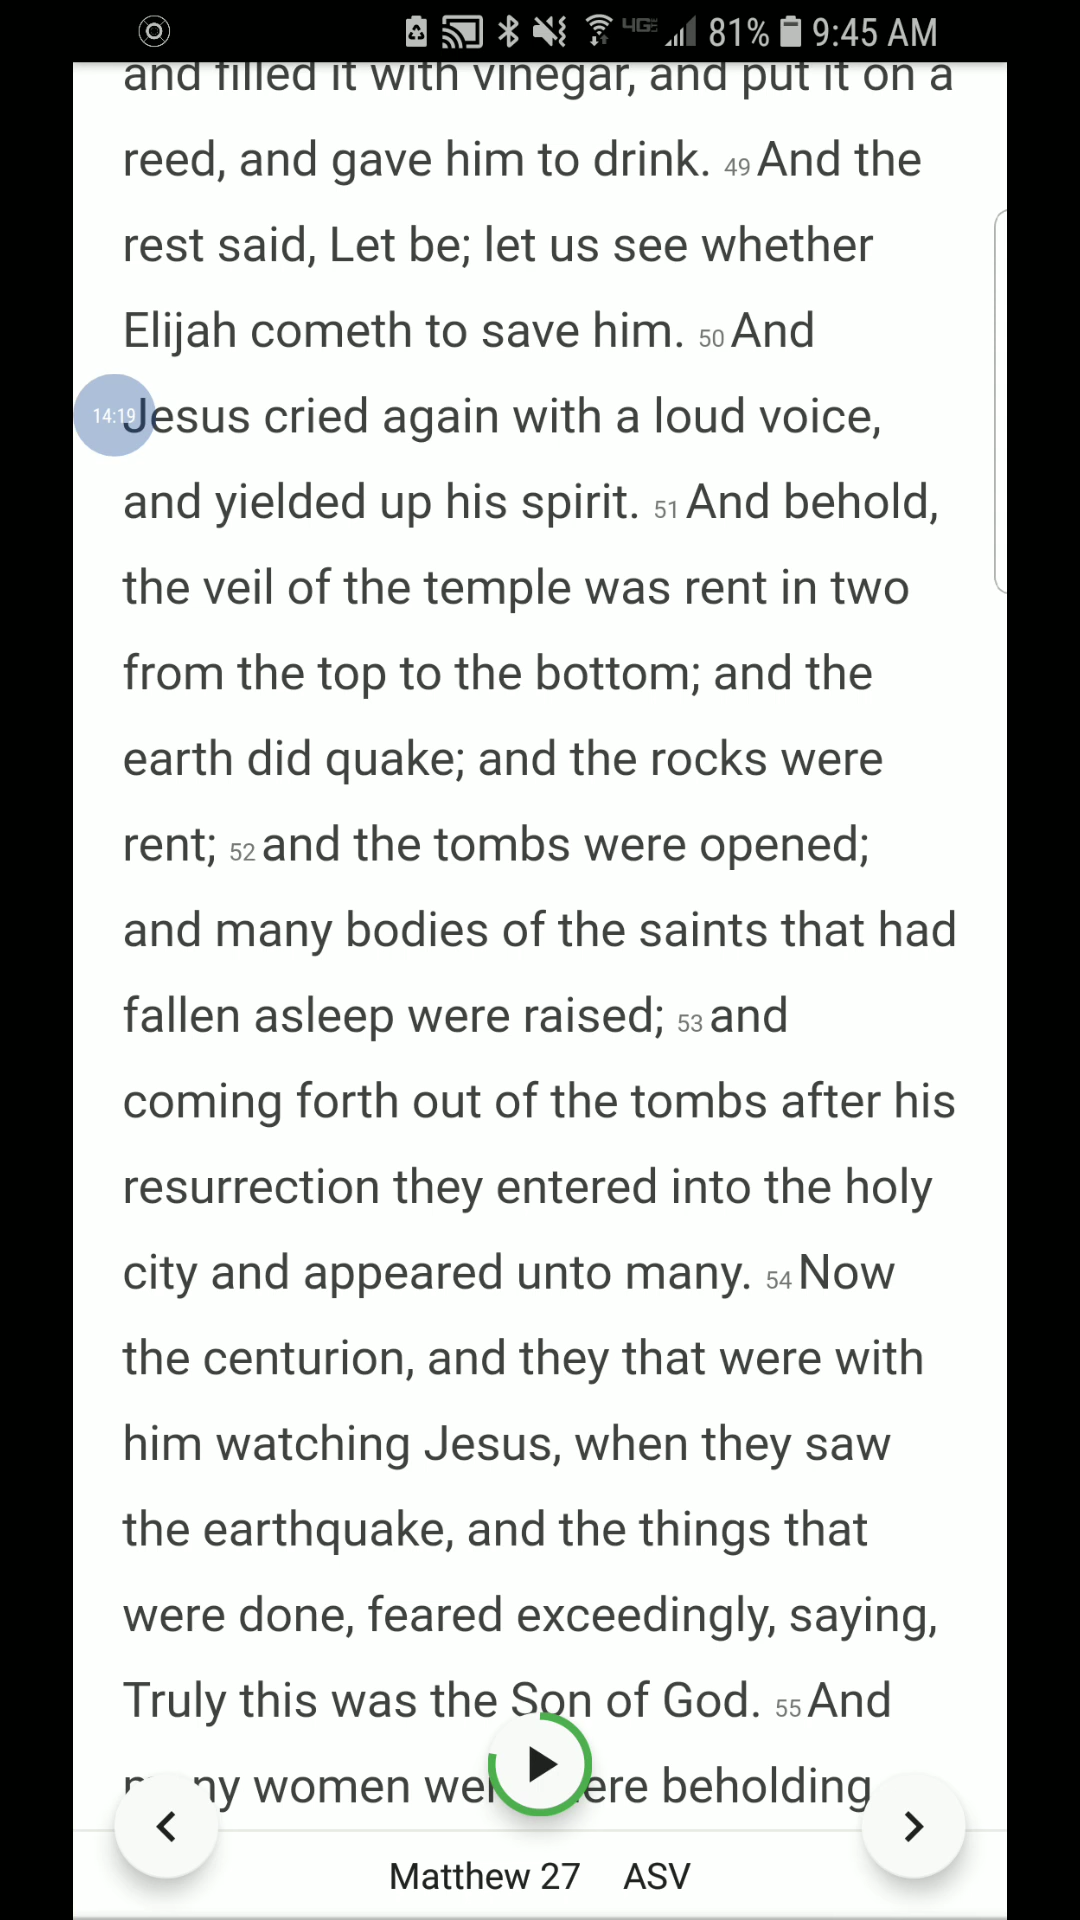 4G 81% 9:45 AM
and filled it with vinegar, and put it on a
reed, and gave him to drink. 49 And the
rest said, Let be; let us see whether
Elijah cometh to save him. 50 And
14:19 Jesus cried again with a loud voice,
and yielded up his spirit. 51 And behold,
the veil of the temple was rent in two
from the top to the bottom; and the
earth did quake; and the rocks were
rent; 52 and the tombs were opened;
and many bodies of the saints that had
fallen asleep were raised; 53 and
coming forth out of the tombs after his
resurrection they entered into the holy
city and appeared unto many. 54 Now
the centurion, and they that were with
him watching Jesus, when they saw
the earthquake, and the things that
were done, feared exceedingly, saying,
Truly this was the Son of God. 55 And
women beholding
Matthew 27 ASV